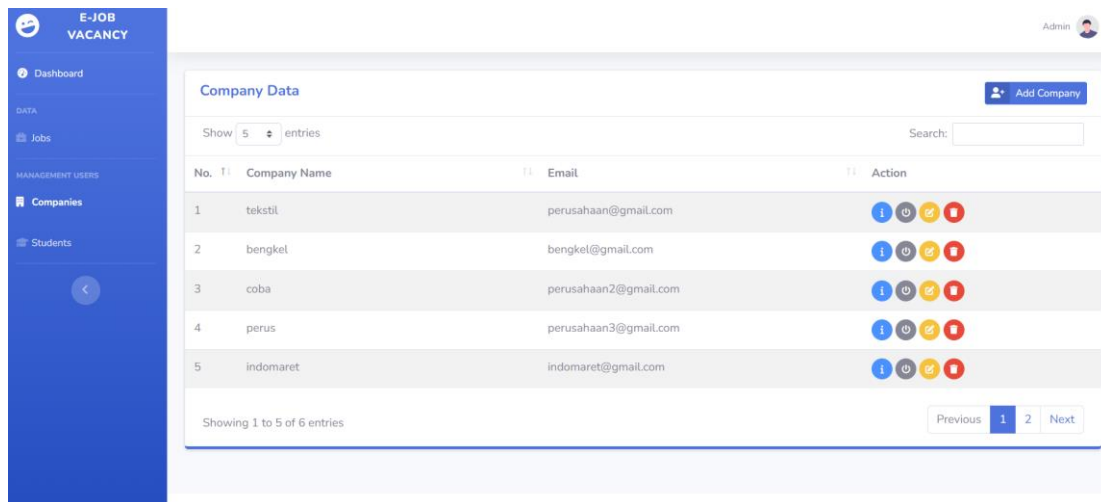 E-JOB
VACANCY
Admin
Dashboard
DATA
Jobs
MANAGEMENT USERS
Companies
Students
Company Data
Add Company
Show 5 entries
Search:
No. Company Name Email Action
1 tekstil perusahaan@gmail.com
2 bengkel bengkel@gmail.com
3 coba perusahaan2@gmail.com
4 perus perusahaan3@gmail.com
5 indomaret indomaret@gmail.com
Showing 1 to 5 of 6 entries
Previous 1 2 Next